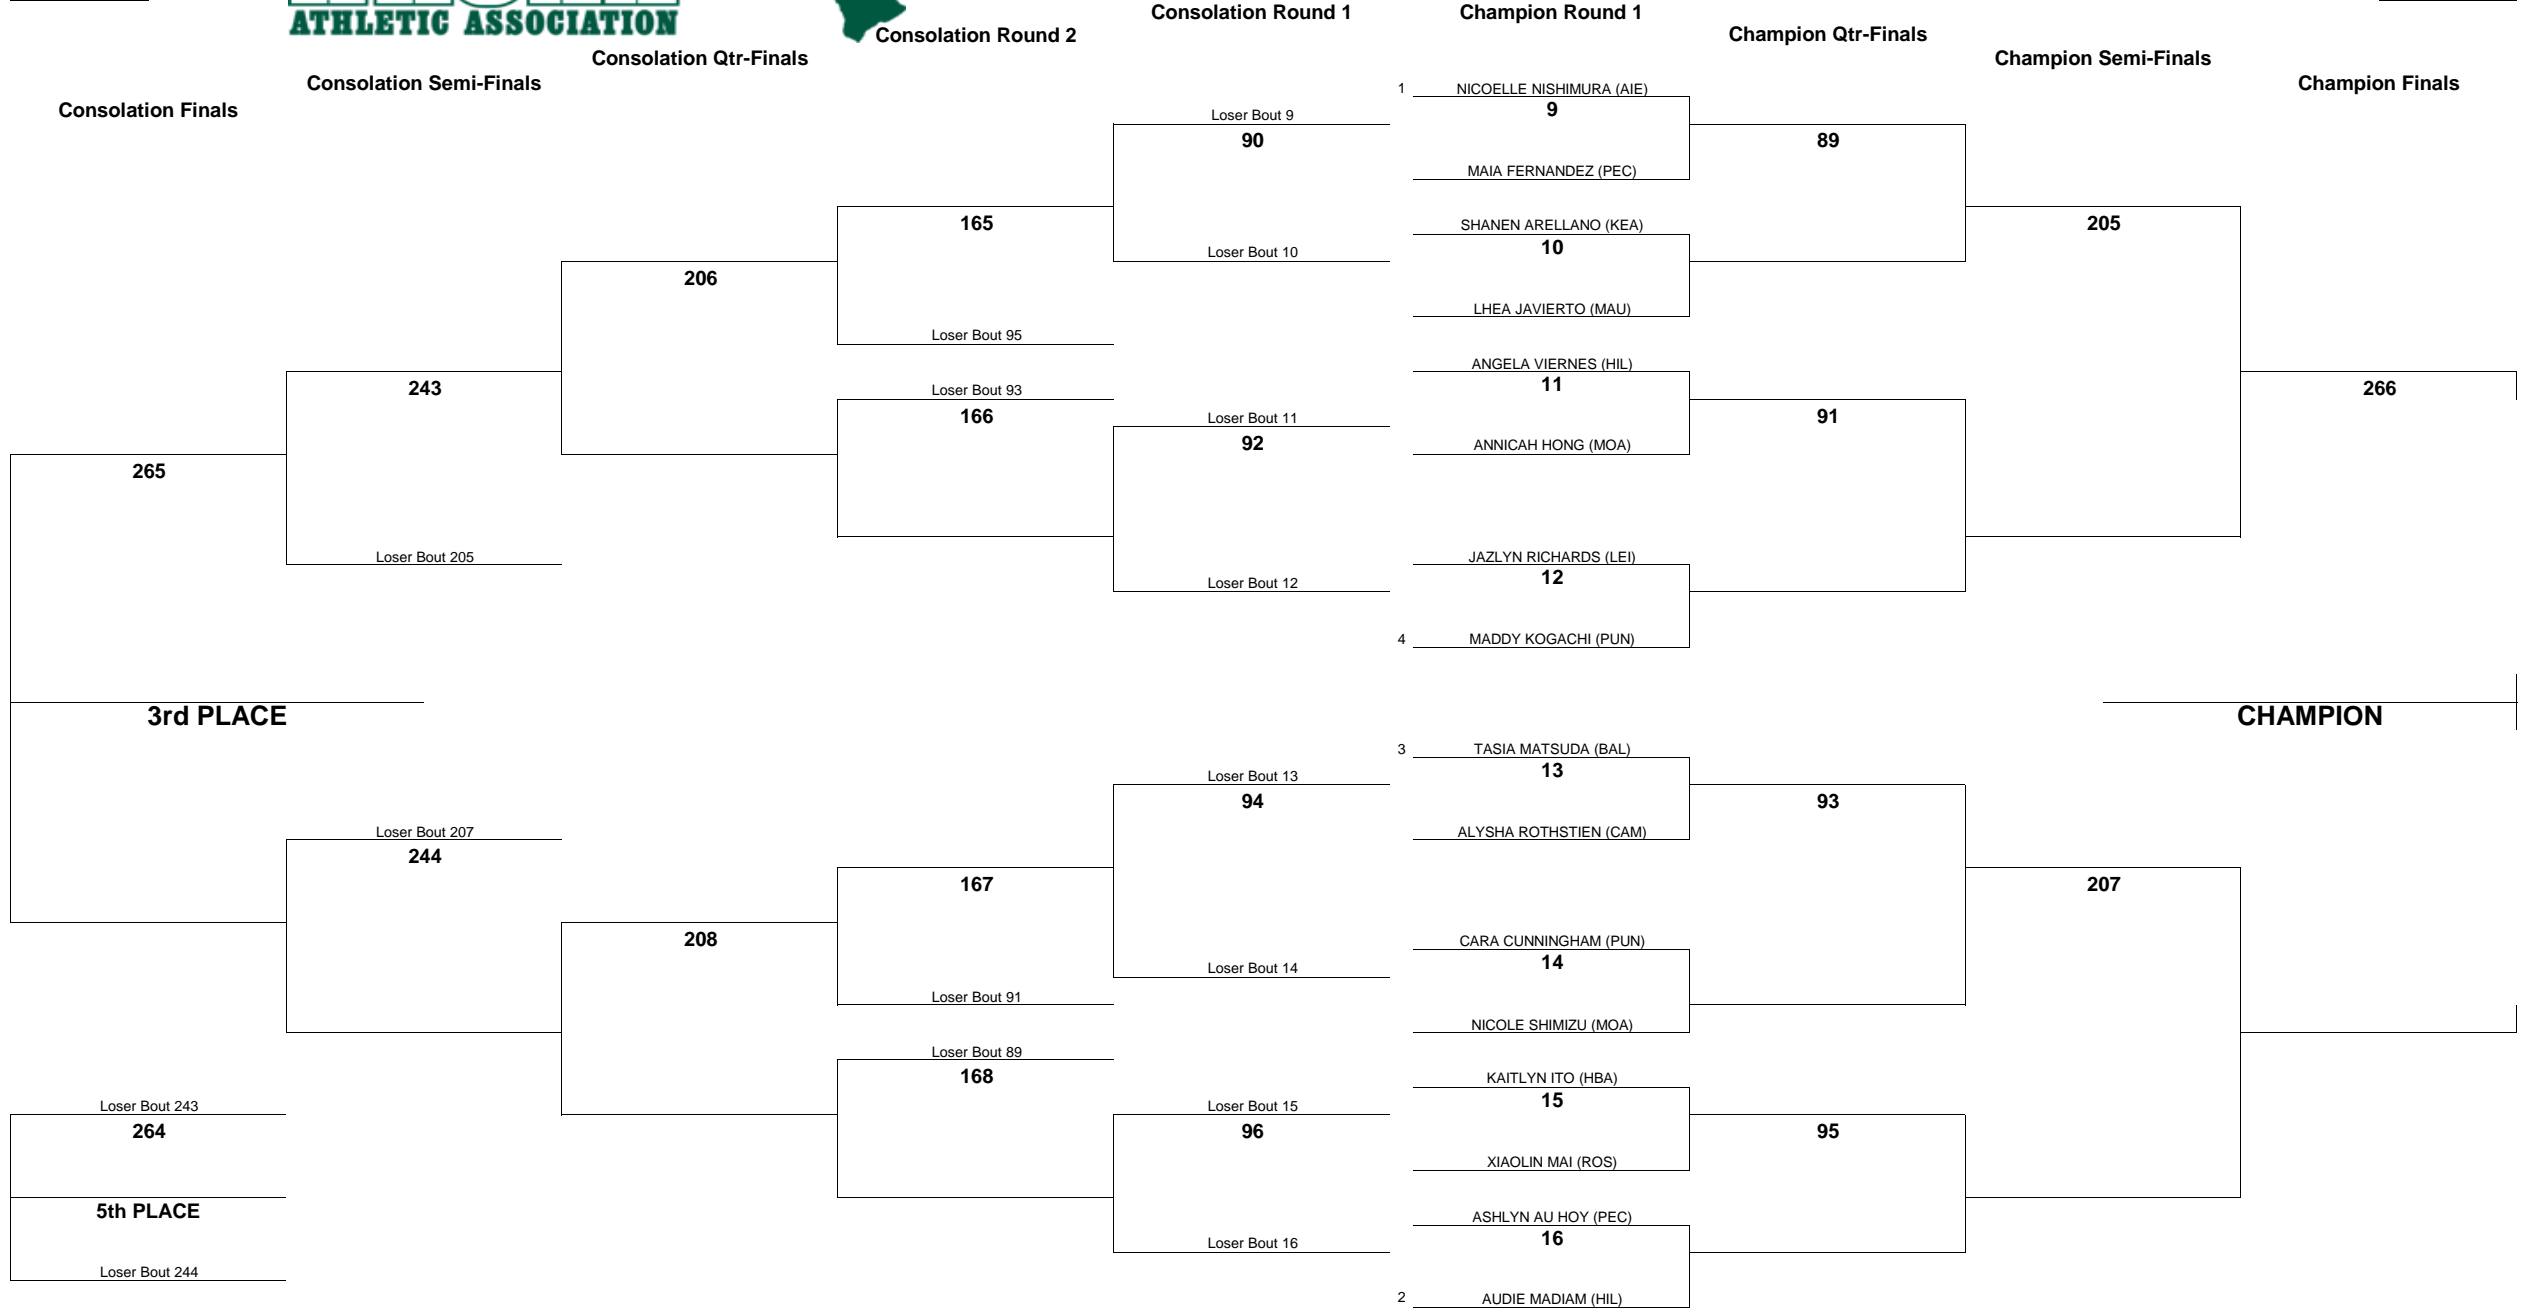 ATHLETIC ASSOCIATION
Consolation Round 1
Champion Round 1
Consolation Round 2
Champion Qtr-Finals
Consolation Qtr-Finals
Champion Semi-Finals
Consolation Semi-Finals
Champion Finals
Consolation Finals
1 NICOELLE NISHIMURA (AIE)
Loser Bout 9
9
90
89
MAIA FERNANDEZ (PEC)
165
SHANEN ARELLANO (KEA)
205
10
Loser Bout 10
206
LHEA JAVIERTO (MAU)
Loser Bout 95
ANGELA VIERNES (HIL)
243
Loser Bout 93
11
266
166
Loser Bout 11
91
92
ANNICAH HONG (MOA)
265
Loser Bout 205
JAZLYN RICHARDS (LEI)
12
Loser Bout 12
4 MADDY KOGACHI (PUN)
3rd PLACE
CHAMPION
3 TASIA MATSUDA (BAL)
Loser Bout 13
13
94
93
Loser Bout 207
ALYSHA ROTHSTIEN (CAM)
244
167
207
208
CARA CUNNINGHAM (PUN)
14
Loser Bout 14
Loser Bout 91
NICOLE SHIMIZU (MOA)
Loser Bout 89
168
KAITLYN ITO (HBA)
Loser Bout 243
Loser Bout 15
15
264
96
95
XIAOLIN MAI (ROS)
5th PLACE
ASHLYN AU HOY (PEC)
16
Loser Bout 16
Loser Bout 244
2 AUDIE MADIAM (HIL)